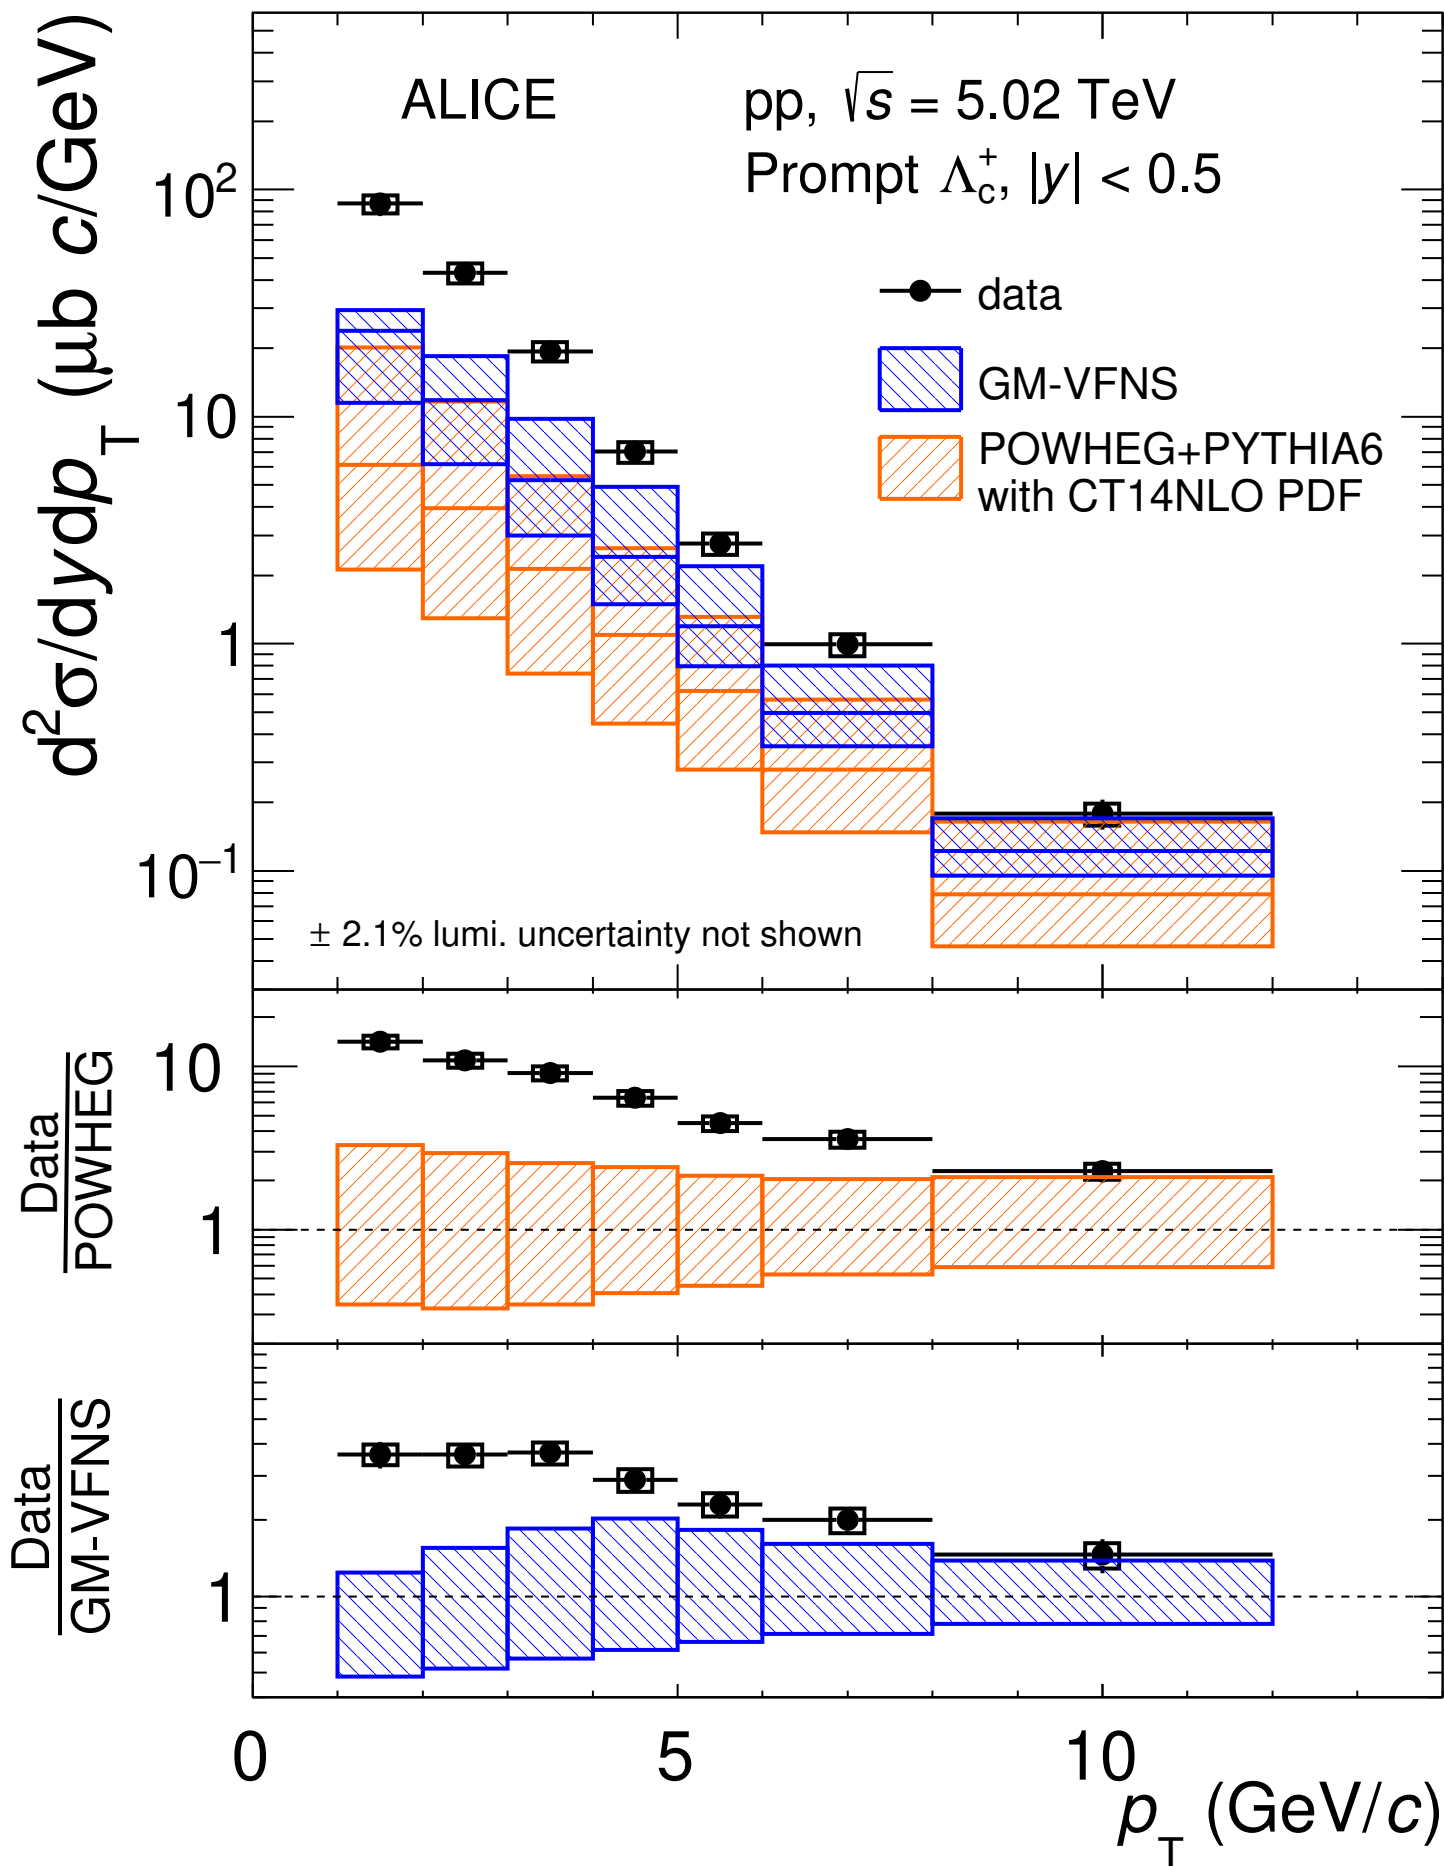 ALICE
pp, √s = 5.02 TeV
Prompt Λc+, |y| < 0.5
data
GM-VFNS
POWHEG+PYTHIA6
with CT14NLO PDF
± 2.1% lumi. uncertainty not shown
d²σ/dydpT (μb c/GeV)
10²
10
1
10⁻¹
Data
POWHEG
10
1
Data
GM-VFNS
1
0 5 10
pT (GeV/c)